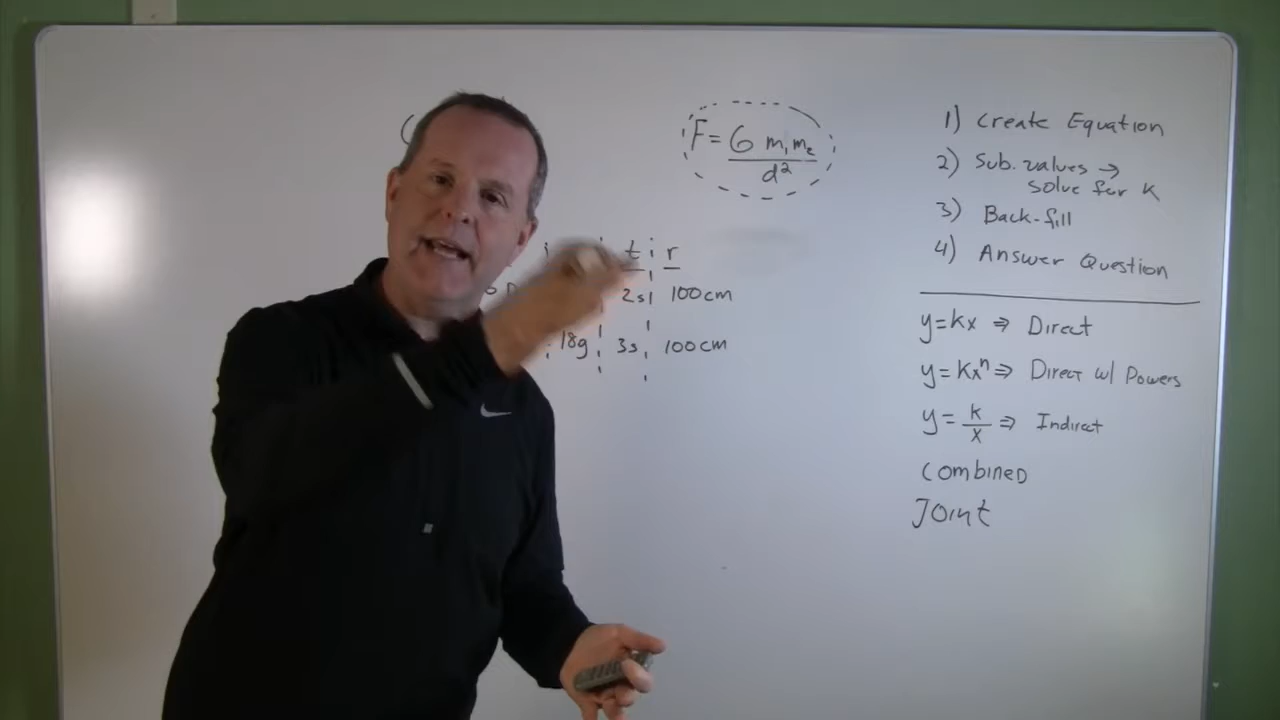 F = G m₁m₂
d²
t r
2s 100cm
18g 3s 100cm
1) Create Equation
2) Sub. values →
solve for K
3) Back-fill
4) Answer Question
y=kx ⇒ Direct
y=Kxⁿ ⇒ Direct w/ Powers
y= k/x ⇒ Indirect
Combined
Joint